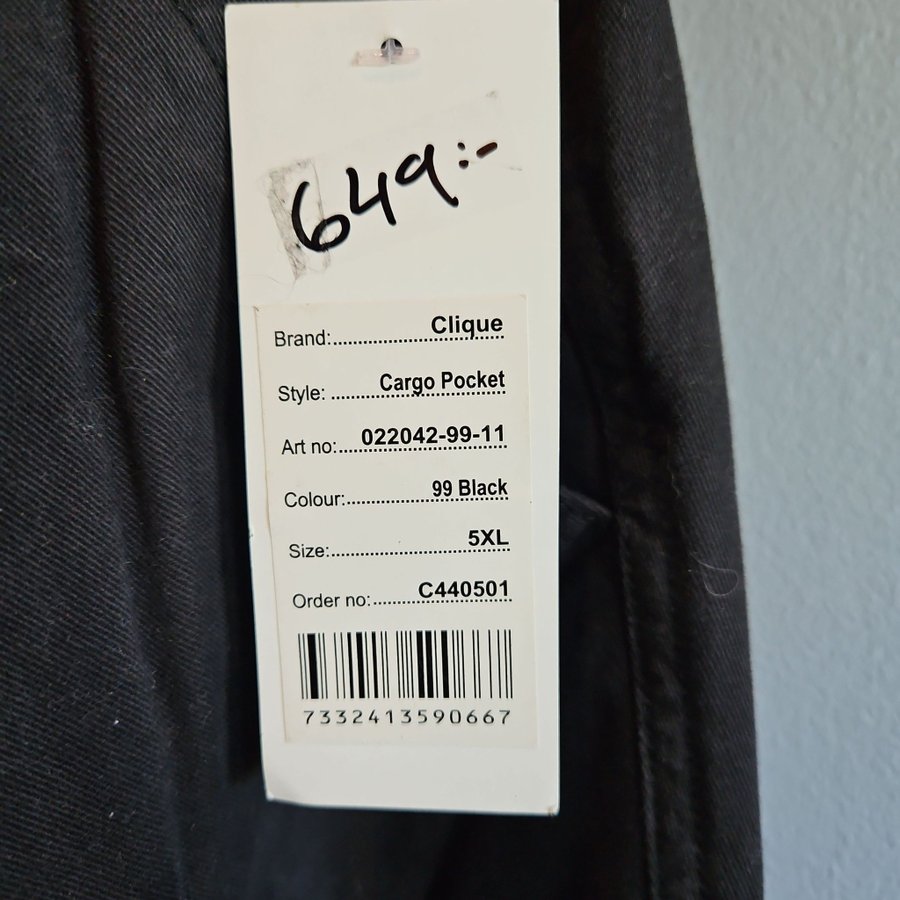 649:-
Brand:..............................Clique
Style: ......................Cargo Pocket
Art no:....022042-99-11
Colour:....................99 Black
Size:..................................5XL
Order no:...........C440501
7332413590667